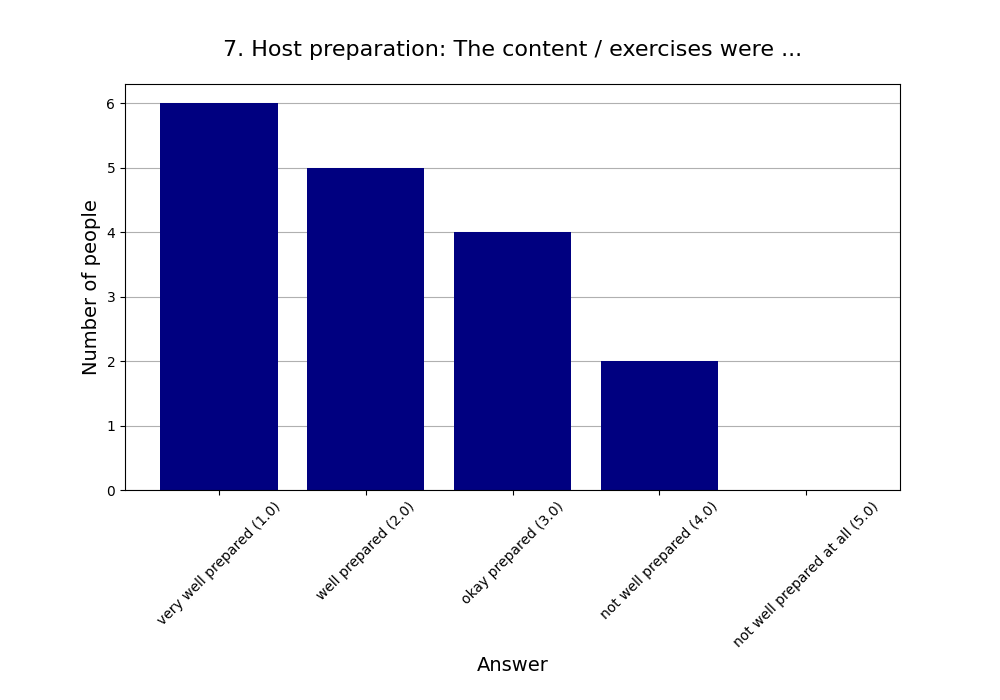 7. Host preparation: The content / exercises were ...
Number of people
6
5
4
3
2
1
0
very well prepared (1.0)
well prepared (2.0)
okay prepared (3.0)
not well prepared (4.0)
not well prepared at all (5.0)
Answer